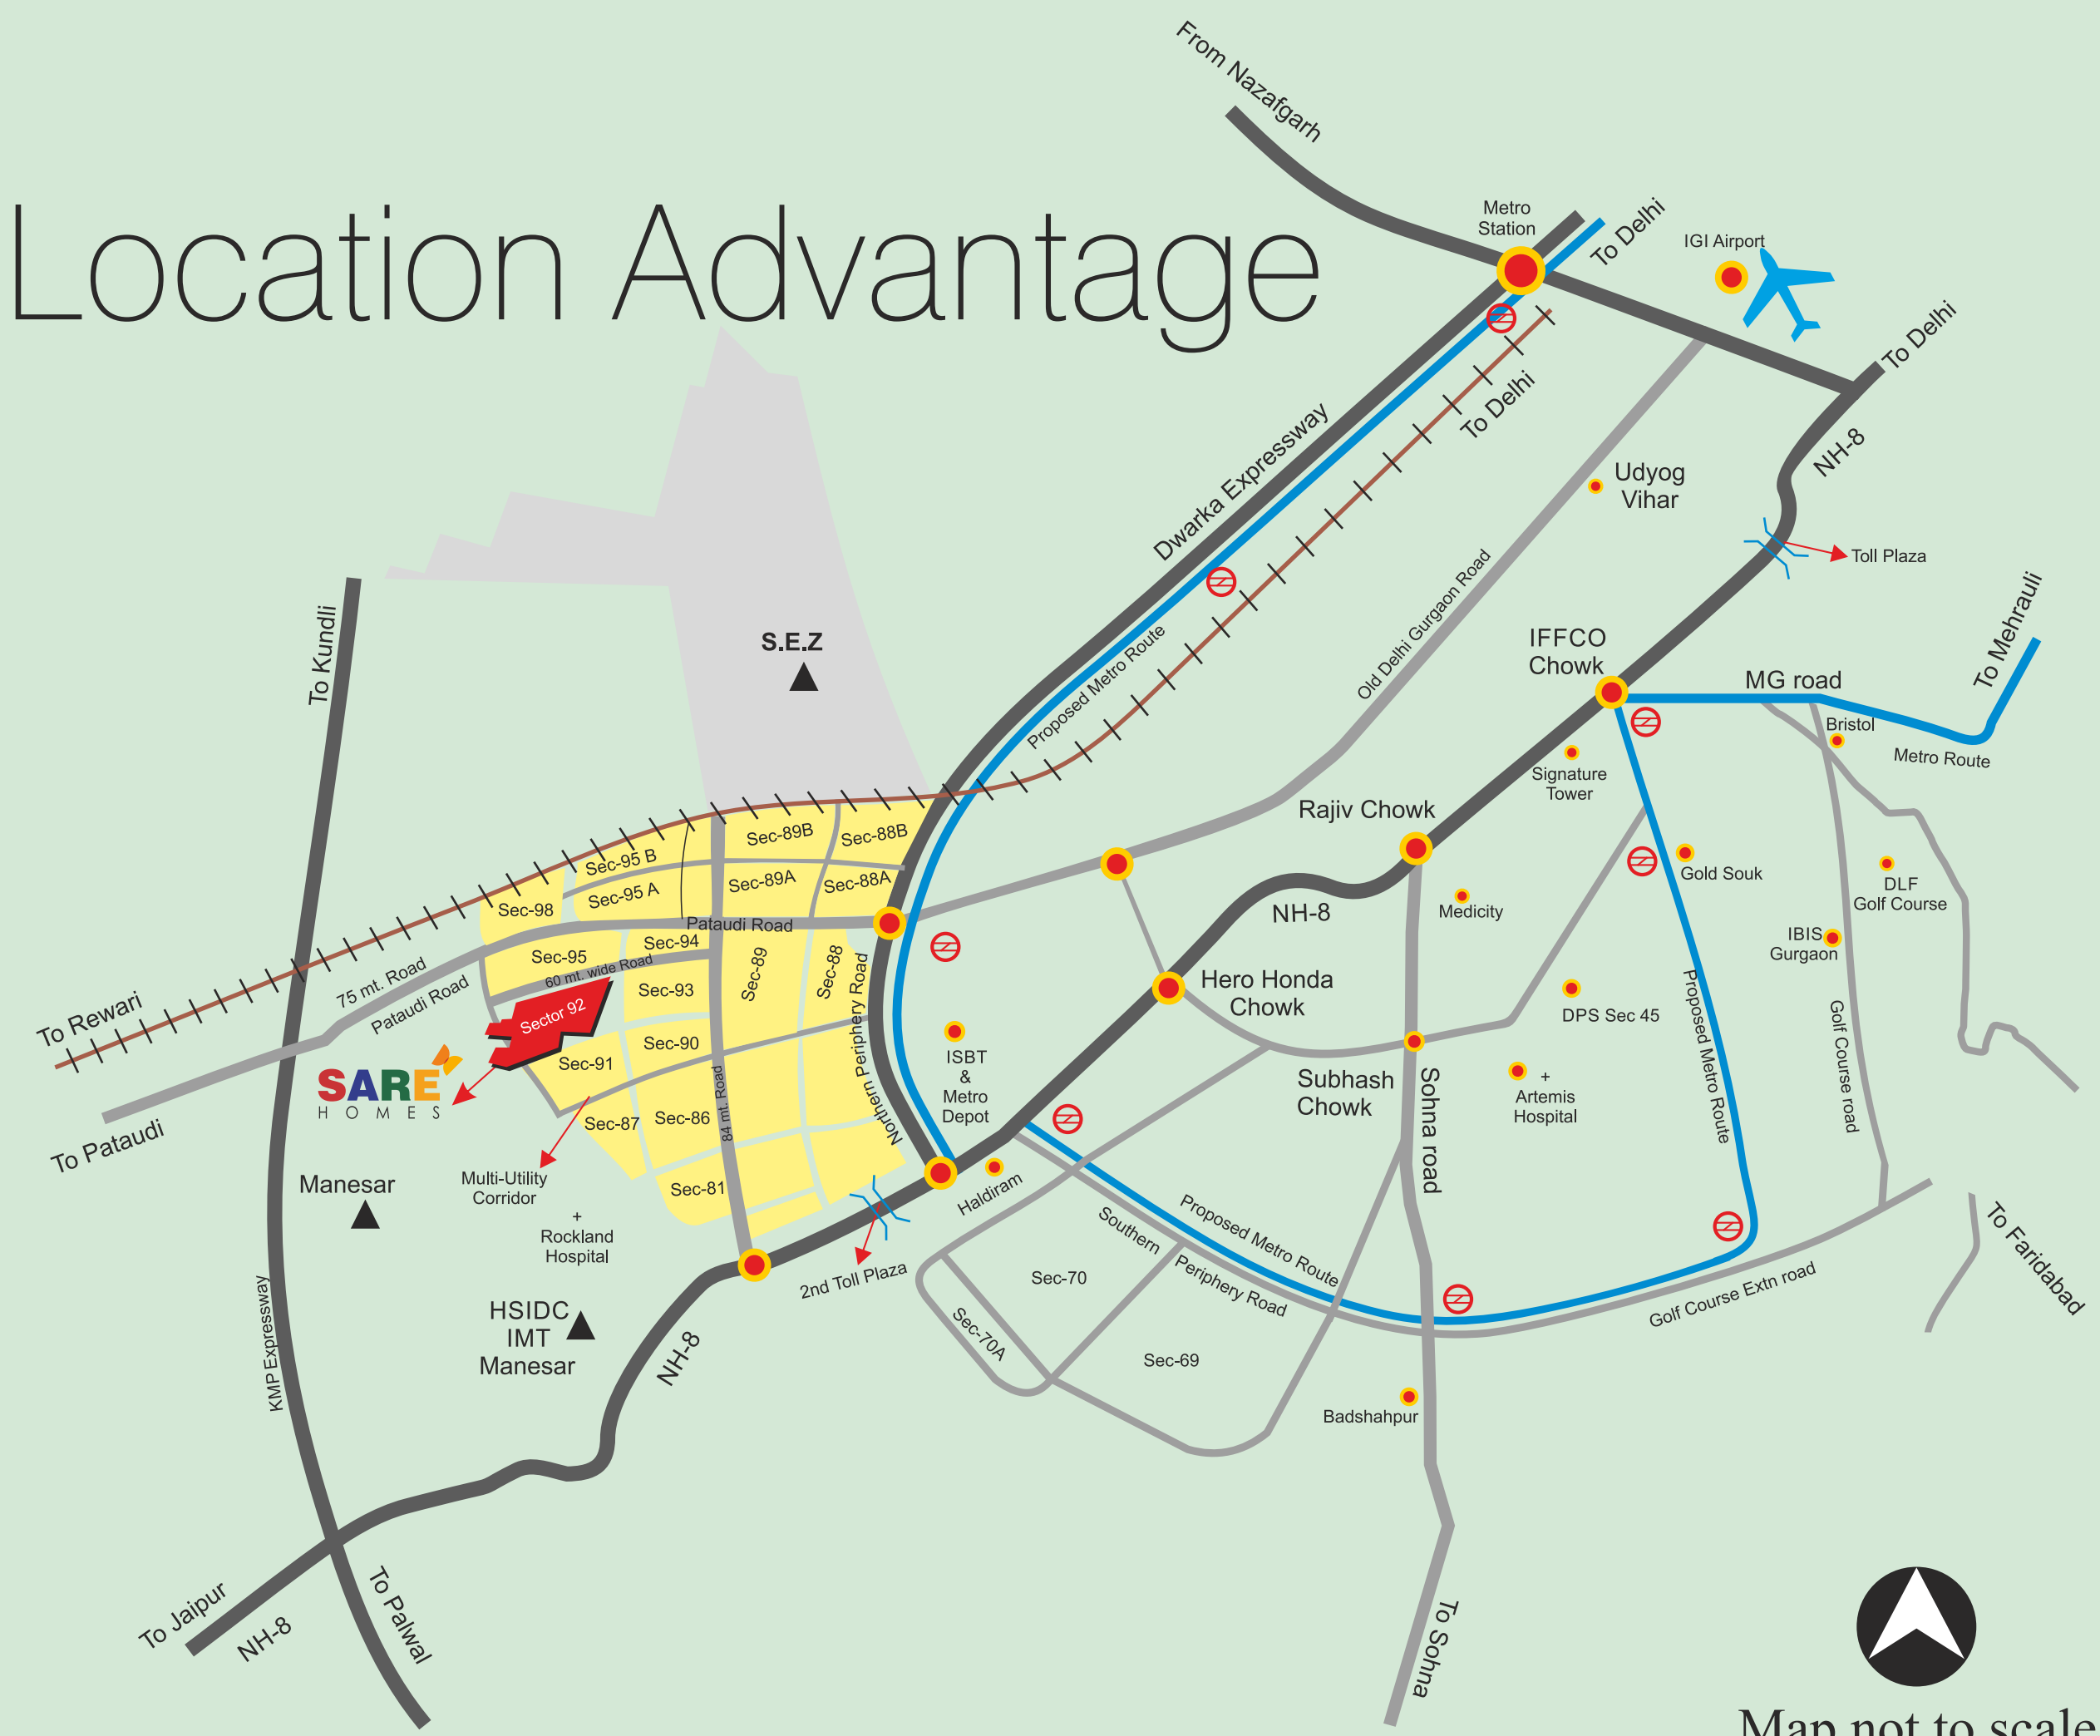 Location Advantage
From Nazafgarh
Metro
Station
To Delhi
IGI Airport
To Delhi
NH-8
To Delhi
Dwarka Expressway
Udyog
Vihar
Toll Plaza
Old Delhi Gurgaon Road
Proposed Metro Route
S.E.Z
To Kundli
IFFCO
Chowk
MG road
To Mehrauli
Bristol
Metro Route
Signature
Tower
Rajiv Chowk
Gold Souk
DLF
Golf Course
Medicity
NH-8
IBIS
Gurgaon
Sec-89B
Sec-88B
Sec-95 B
Sec-95 A
Sec-89A
Sec-88A
Sec-98
Pataudi Road
Sec-94
Sec-95
60 mt. wide Road
Sec-89
Sec-88
Sec-93
Sector 92
75 mt. Road
Pataudi Road
To Rewari
Hero Honda
Chowk
DPS Sec 45
Proposed Metro Route
Golf Course road
Northern Periphery Road
Sec-90
Sec-91
SARE
HOMES
ISBT
&
Metro
Depot
Subhash
Chowk
Sohna road
+
Artemis
Hospital
84 mt. Road
Sec-86
Sec-87
To Pataudi
Manesar
Multi-Utility
Corridor
Sec-81
Haldiram
+
Rockland
Hospital
2nd Toll Plaza
Southern
Periphery Road
Proposed Metro Route
To Faridabad
Golf Course Extn road
Sec-70
Sec-70A
Sec-69
HSIDC
IMT
Manesar
KMP Expressway
NH-8
Badshahpur
To Jaipur
NH-8
To Palwal
To Sohna
Map not to scale